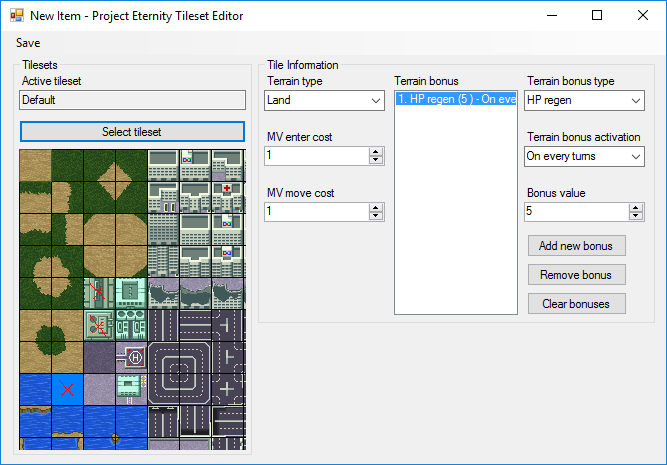 New Item - Project Eternity Tileset Editor
Save
Tilesets
Active tileset
Default
Select tileset
Tile Information
Terrain type
Land
MV enter cost
1
MV move cost
1
Terrain bonus
1. HP regen (5 ) - On eve
Terrain bonus type
HP regen
Terrain bonus activation
On every turns
Bonus value
5
Add new bonus
Remove bonus
Clear bonuses
H